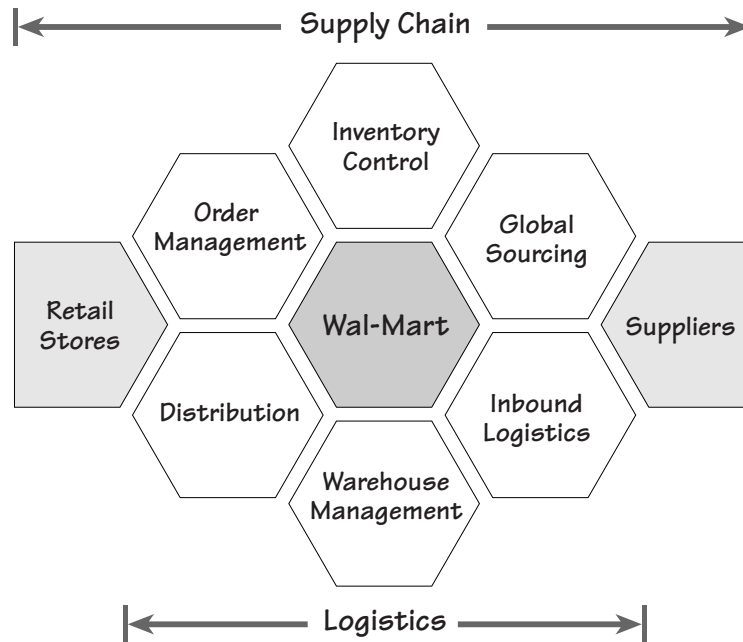 Supply Chain
Inventory
Control
Order
Management
Global
Sourcing
Retail
Stores
Wal-Mart
Suppliers
Distribution
Inbound
Logistics
Warehouse
Management
Logistics